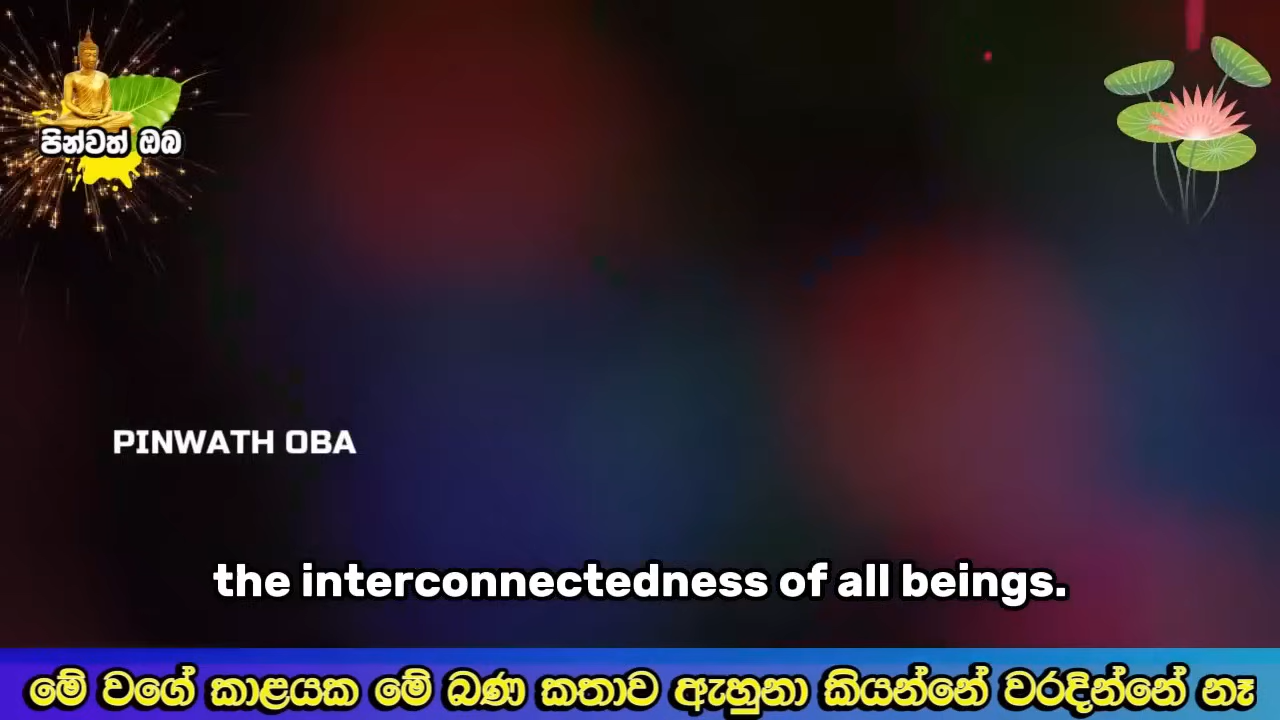 පින්වත් ඔබ
PINWATH OBA
the interconnectedness of all beings.
මේ වගේ කාළයක මේ බණ කතාව ඇහුනා කියන්නේ වරදින්නේ නෑ